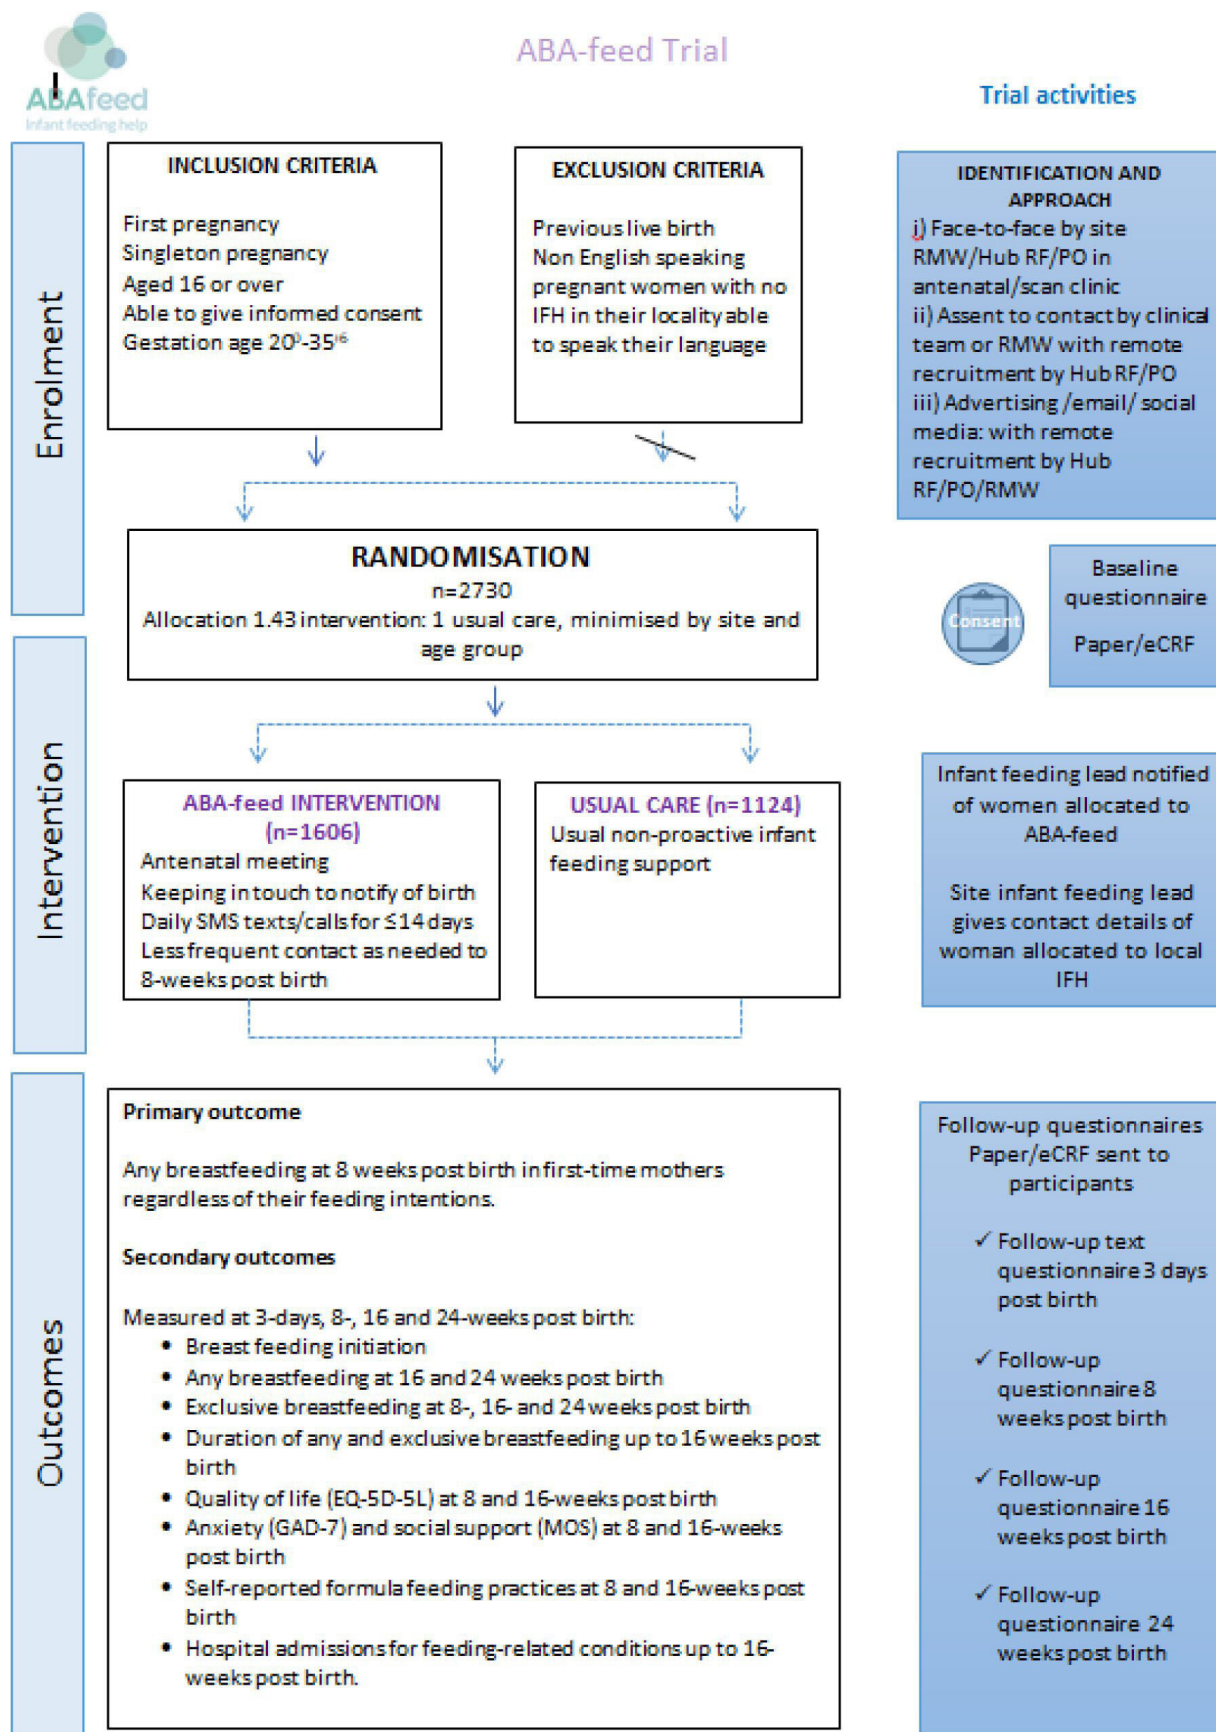 ABA-feed Trial
ABAfeed
Infant feeding help
Trial activities
Enrolment
INCLUSION CRITERIA
First pregnancy
Singleton pregnancy
Aged 16 or over
Able to give informed consent
Gestation age 20⁰-35⁺⁶
EXCLUSION CRITERIA
Previous live birth
Non English speaking
pregnant women with no
IFH in their locality able
to speak their language
IDENTIFICATION AND
APPROACH
i) Face-to-face by site
RMW/Hub RF/PO in
antenatal/scan clinic
ii) Assent to contact by clinical
team or RMW with remote
recruitment by Hub RF/PO
iii) Advertising /email/ social
media: with remote
recruitment by Hub
RF/PO/RMW
RANDOMISATION
n=2730
Allocation 1.43 intervention: 1 usual care, minimised by site and
age group
Consent
Baseline
questionnaire
Paper/eCRF
Intervention
ABA-feed INTERVENTION
(n=1606)
Antenatal meeting
Keeping in touch to notify of birth
Daily SMS texts/calls for ≤14 days
Less frequent contact as needed to
8-weeks post birth
USUAL CARE (n=1124)
Usual non-proactive infant
feeding support
Infant feeding lead notified
of women allocated to
ABA-feed
Site infant feeding lead
gives contact details of
woman allocated to local
IFH
Outcomes
Primary outcome
Any breastfeeding at 8 weeks post birth in first-time mothers
regardless of their feeding intentions.
Secondary outcomes
Measured at 3-days, 8-, 16 and 24-weeks post birth:
• Breast feeding initiation
• Any breastfeeding at 16 and 24 weeks post birth
• Exclusive breastfeeding at 8-, 16- and 24 weeks post birth
• Duration of any and exclusive breastfeeding up to 16 weeks post
birth
• Quality of life (EQ-5D-5L) at 8 and 16-weeks post birth
• Anxiety (GAD-7) and social support (MOS) at 8 and 16-weeks
post birth
• Self-reported formula feeding practices at 8 and 16-weeks post
birth
• Hospital admissions for feeding-related conditions up to 16-
weeks post birth.
Follow-up questionnaires
Paper/eCRF sent to
participants
✓ Follow-up text
questionnaire 3 days
post birth
✓ Follow-up
questionnaire 8
weeks post birth
✓ Follow-up
questionnaire 16
weeks post birth
✓ Follow-up
questionnaire 24
weeks post birth